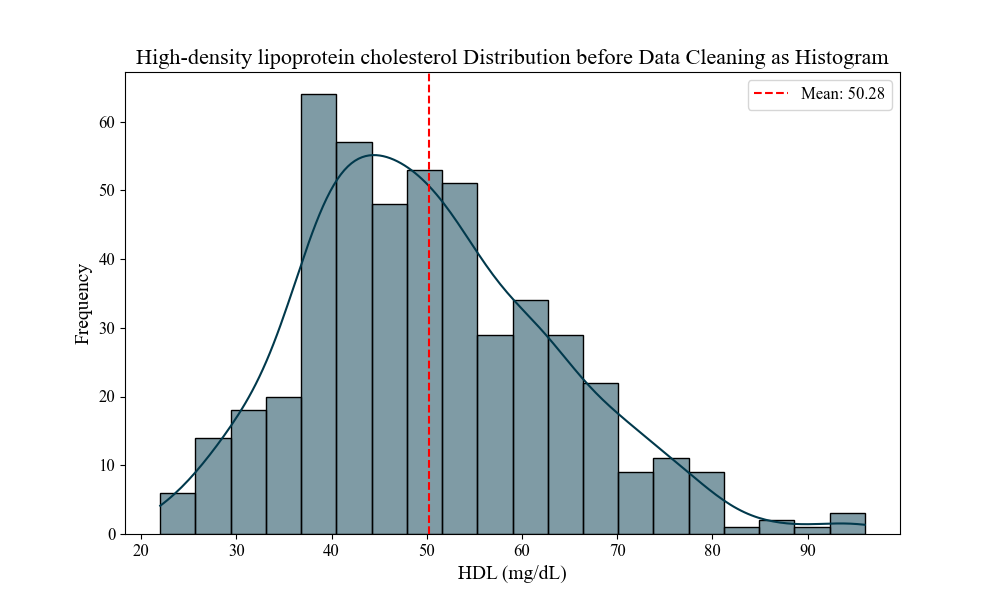 High-density lipoprotein cholesterol Distribution before Data Cleaning as Histogram
Mean: 50.28
Frequency
60
50
40
30
20
10
0
20 30 40 50 60 70 80 90
HDL (mg/dL)